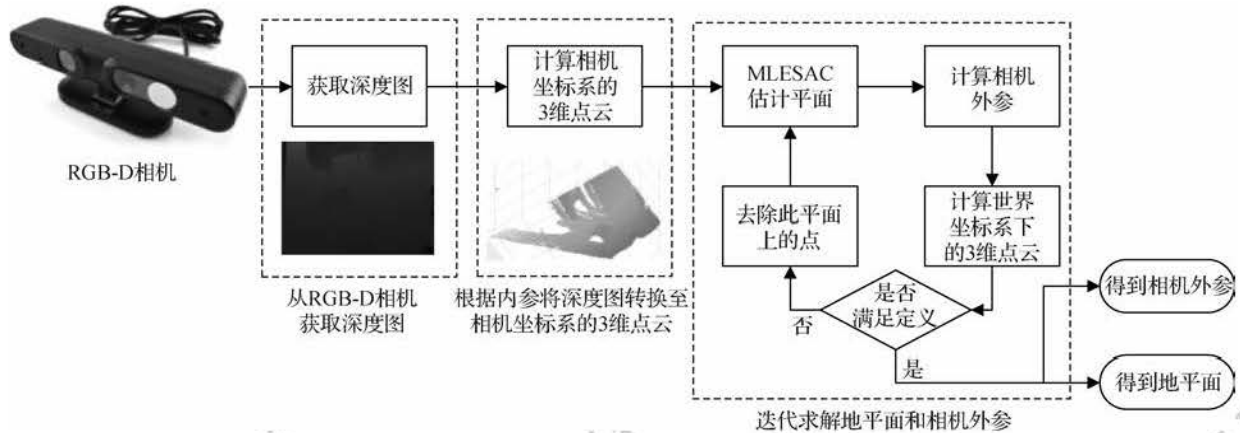 RGB-D相机
获取深度图
从RGB-D相机
获取深度图
计算相机
坐标系的
3维点云
根据内参将深度图转换至
相机坐标系的3维点云
MLESAC
估计平面
计算相机
外参
去除此平面
上的点
计算世界
坐标系下
的3维点云
是否
满足定义
否
是
得到相机外参
得到地平面
迭代求解地平面和相机外参